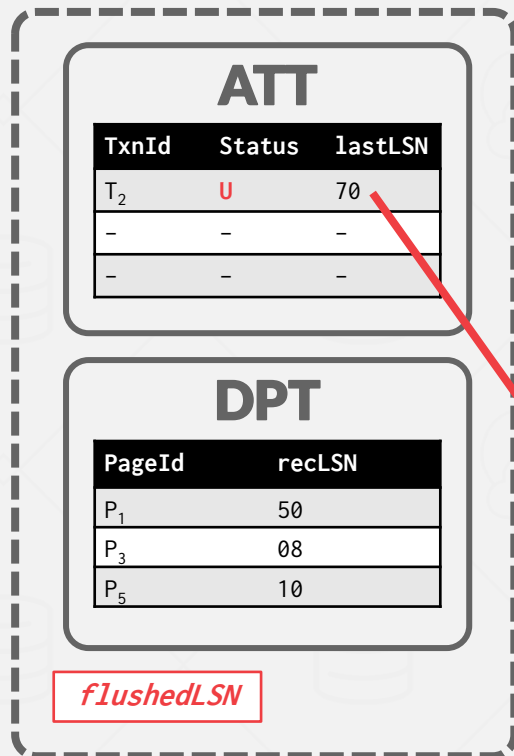 ATT
TxnId Status lastLSN
T₂ U 70
– – –
– – –
DPT
PageId recLSN
P₁ 50
P₃ 08
P₅ 10
flushedLSN